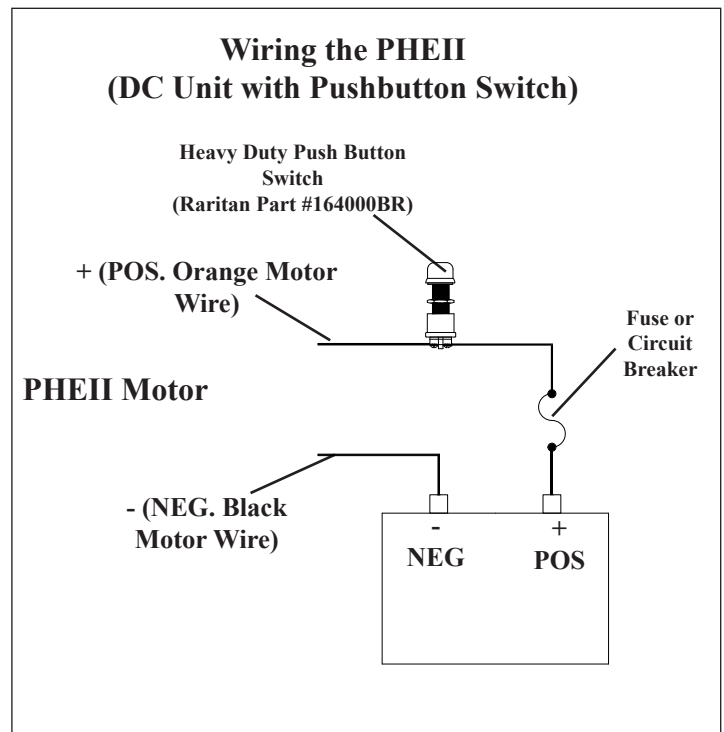 Wiring the PHEII
(DC Unit with Pushbutton Switch)
Heavy Duty Push Button
Switch
(Raritan Part #164000BR)
+ (POS. Orange Motor
Wire)
Fuse or
Circuit
Breaker
PHEII Motor
- (NEG. Black
Motor Wire)
-
NEG
+
POS